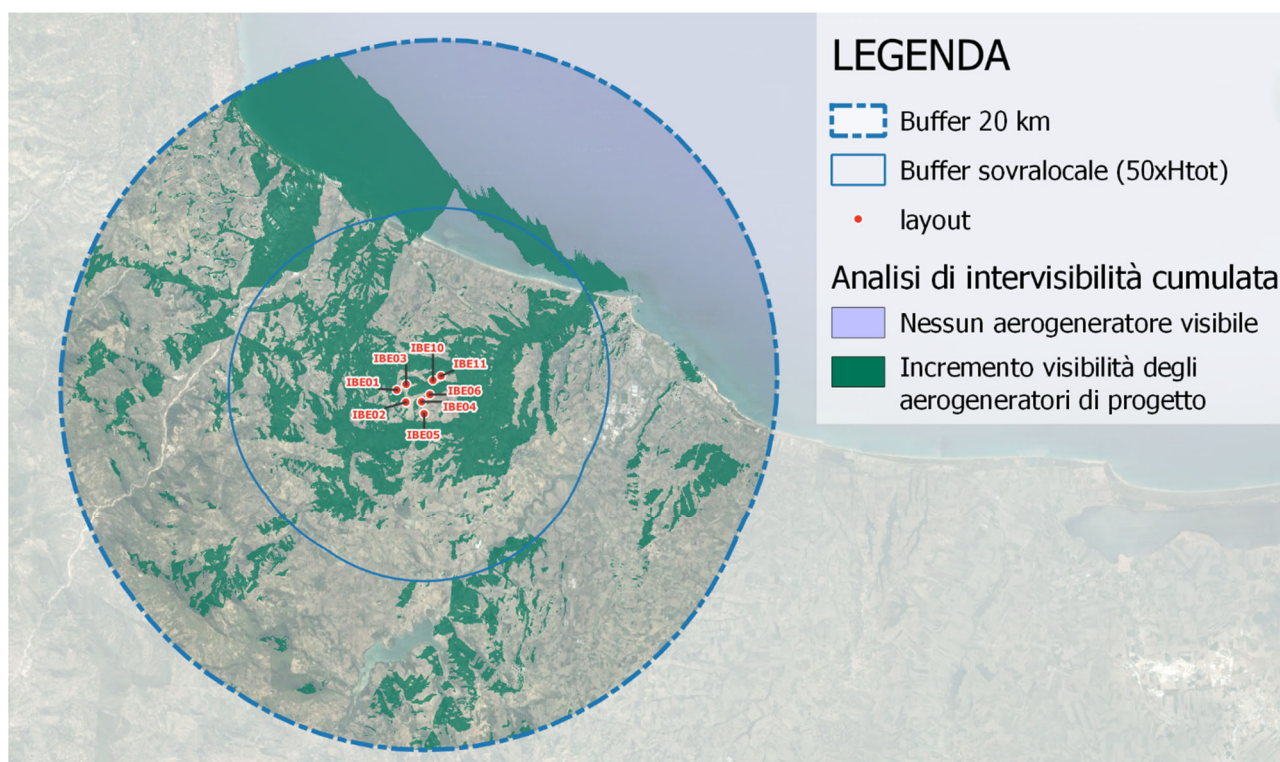 LEGENDA
Buffer 20 km
Buffer sovralocale (50xHtot)
layout
Analisi di intervisibilità cumulata
Nessun aerogeneratore visibile
Incremento visibilità degli
aerogeneratori di progetto
IBE10
IBE03
IBE11
IBE01
IBE06
IBE02
IBE04
IBE05